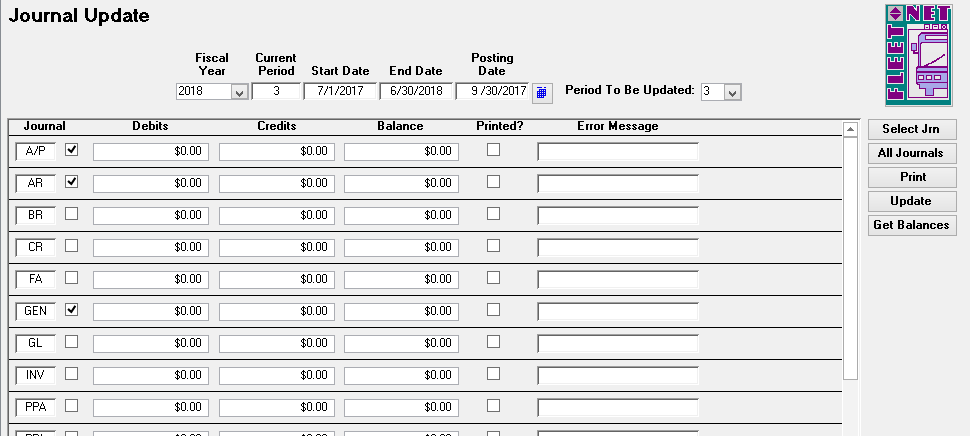 Journal Update
FLEET NET
Fiscal Year
Current Period
Start Date
End Date
Posting Date
2018
3
7/1/2017
6/30/2018
9 /30/2017
Period To Be Updated: 3
Journal Debits Credits Balance Printed? Error Message
A/P $0.00 $0.00 $0.00
AR $0.00 $0.00 $0.00
BR $0.00 $0.00 $0.00
CR $0.00 $0.00 $0.00
FA $0.00 $0.00 $0.00
GEN $0.00 $0.00 $0.00
GL $0.00 $0.00 $0.00
INV $0.00 $0.00 $0.00
PPA $0.00 $0.00 $0.00
Select Jrn
All Journals
Print
Update
Get Balances